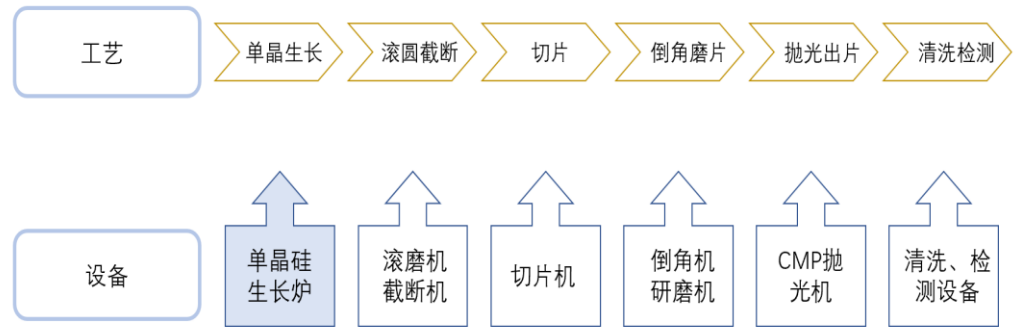 工艺
单晶生长
滚圆截断
切片
倒角磨片
抛光出片
清洗检测
设备
单晶硅
生长炉
滚磨机
截断机
切片机
倒角机
研磨机
CMP抛
光机
清洗、检
测设备